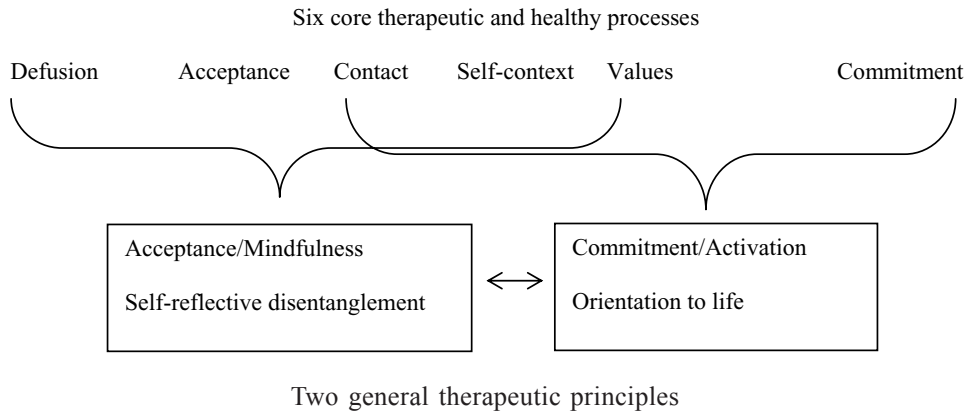 Six core therapeutic and healthy processes
Defusion Acceptance Contact Self-context Values Commitment
Acceptance/Mindfulness Commitment/Activation
Self-reflective disentanglement Orientation to life
Two general therapeutic principles